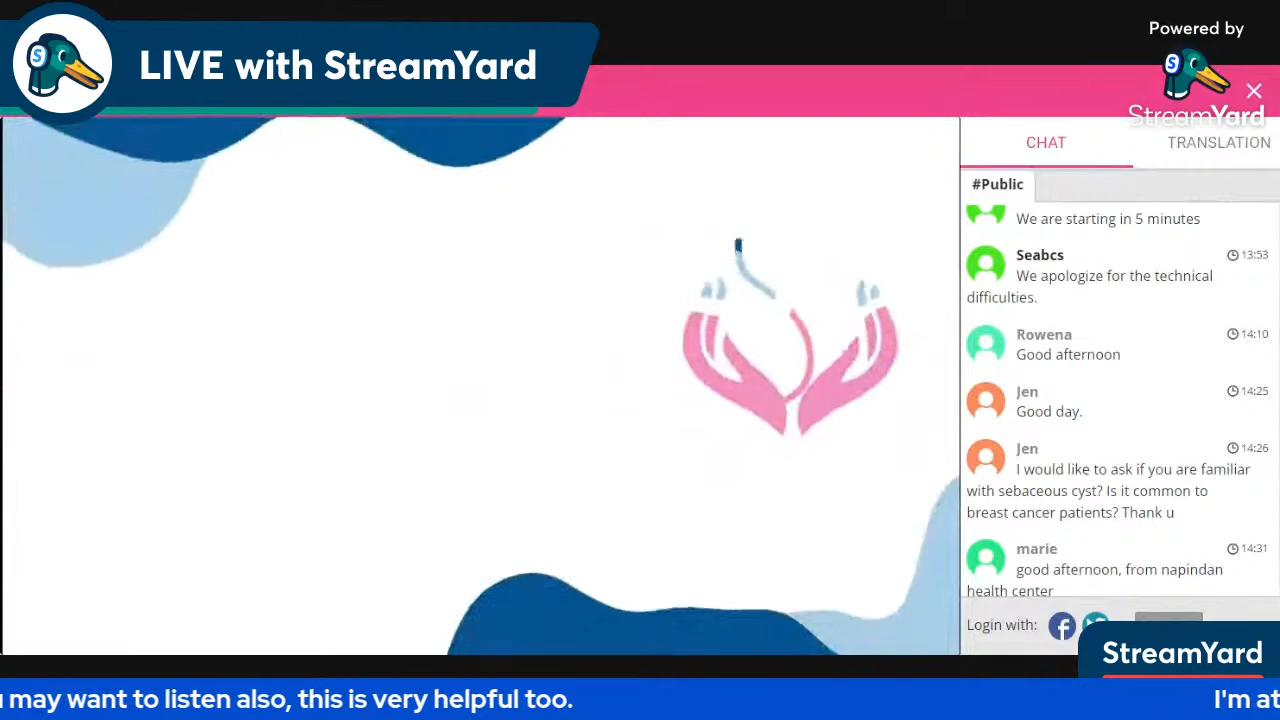 S
LIVE with StreamYard
Powered by
S
StreamYard
CHAT
TRANSLATION
#Public
We are starting in 5 minutes
Seabcs
13:53
We apologize for the technical
difficulties.
Rowena
14:10
Good afternoon
Jen
14:25
Good day.
Jen
14:26
I would like to ask if you are familiar
with sebaceous cyst? Is it common to
breast cancer patients? Thank u
marie
14:31
good afternoon, from napindan
health center
Login with:
f
StreamYard
may want to listen also, this is very helpful too.
I'm at